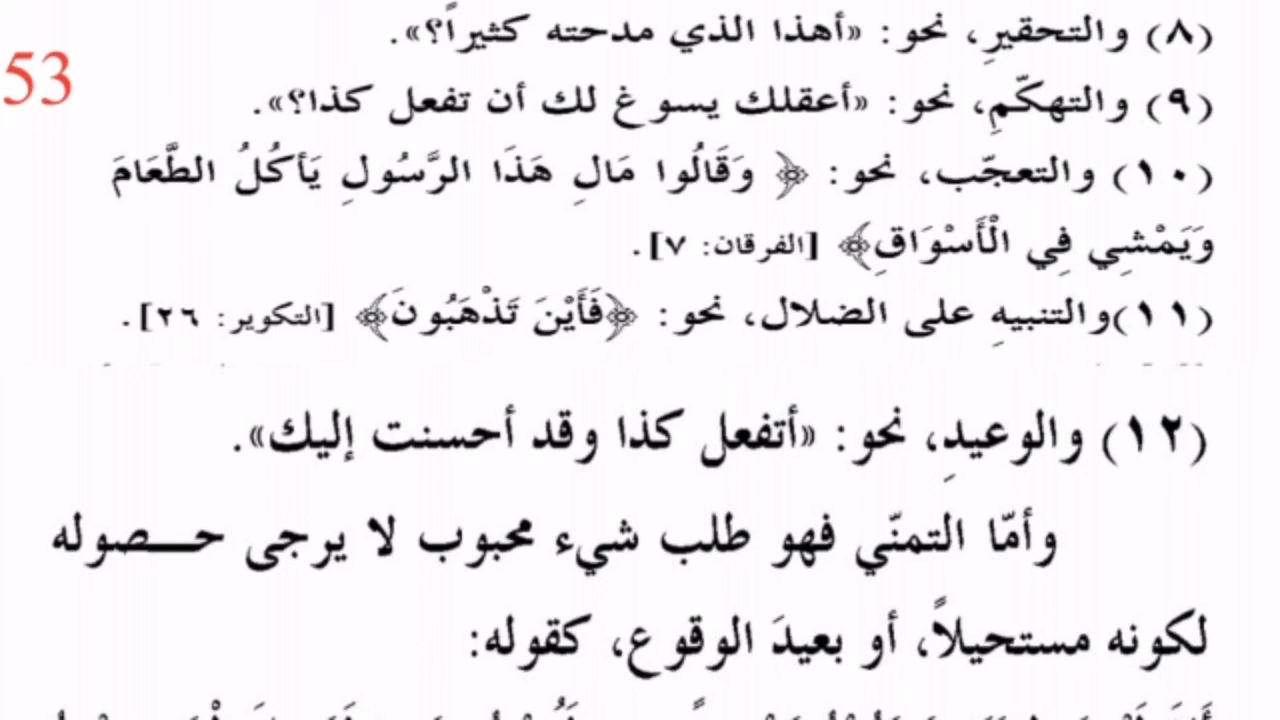 (٨) والتحقيرِ، نحو: «أهذا الذي مدحته كثيراً؟».
53
(٩) والتهكّمِ، نحو: «أعقلك يسوغ لك أن تفعل كذا؟».
(١٠) والتعجّب، نحو: ﴿ وَقَالُوا مَالِ هَذَا الرَّسُولِ يَأكُلُ الطَّعَامَ
وَيَمْشِي فِي الْأَسْوَاقِ﴾ [الفرقان: ٧].
(١١)والتنبيهِ على الضلال، نحو: ﴿فَأَيْنَ تَذْهَبُونَ﴾ [التكوير: ٢٦].
(١٢) والوعيدِ، نحو: «أتفعل كذا وقد أحسنت إليك».
وأمّا التمنّي فهو طلب شيء محبوب لا يرجى حـــصوله
لكونه مستحيلاً، أو بعيدَ الوقوع، كقوله: